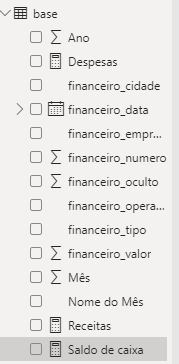 base
Ano
Despesas
financeiro_cidade
financeiro_data
financeiro_empr...
financeiro_numero
financeiro_oculto
financeiro_opera...
financeiro_tipo
financeiro_valor
Mês
Nome do Mês
Receitas
Saldo de caixa